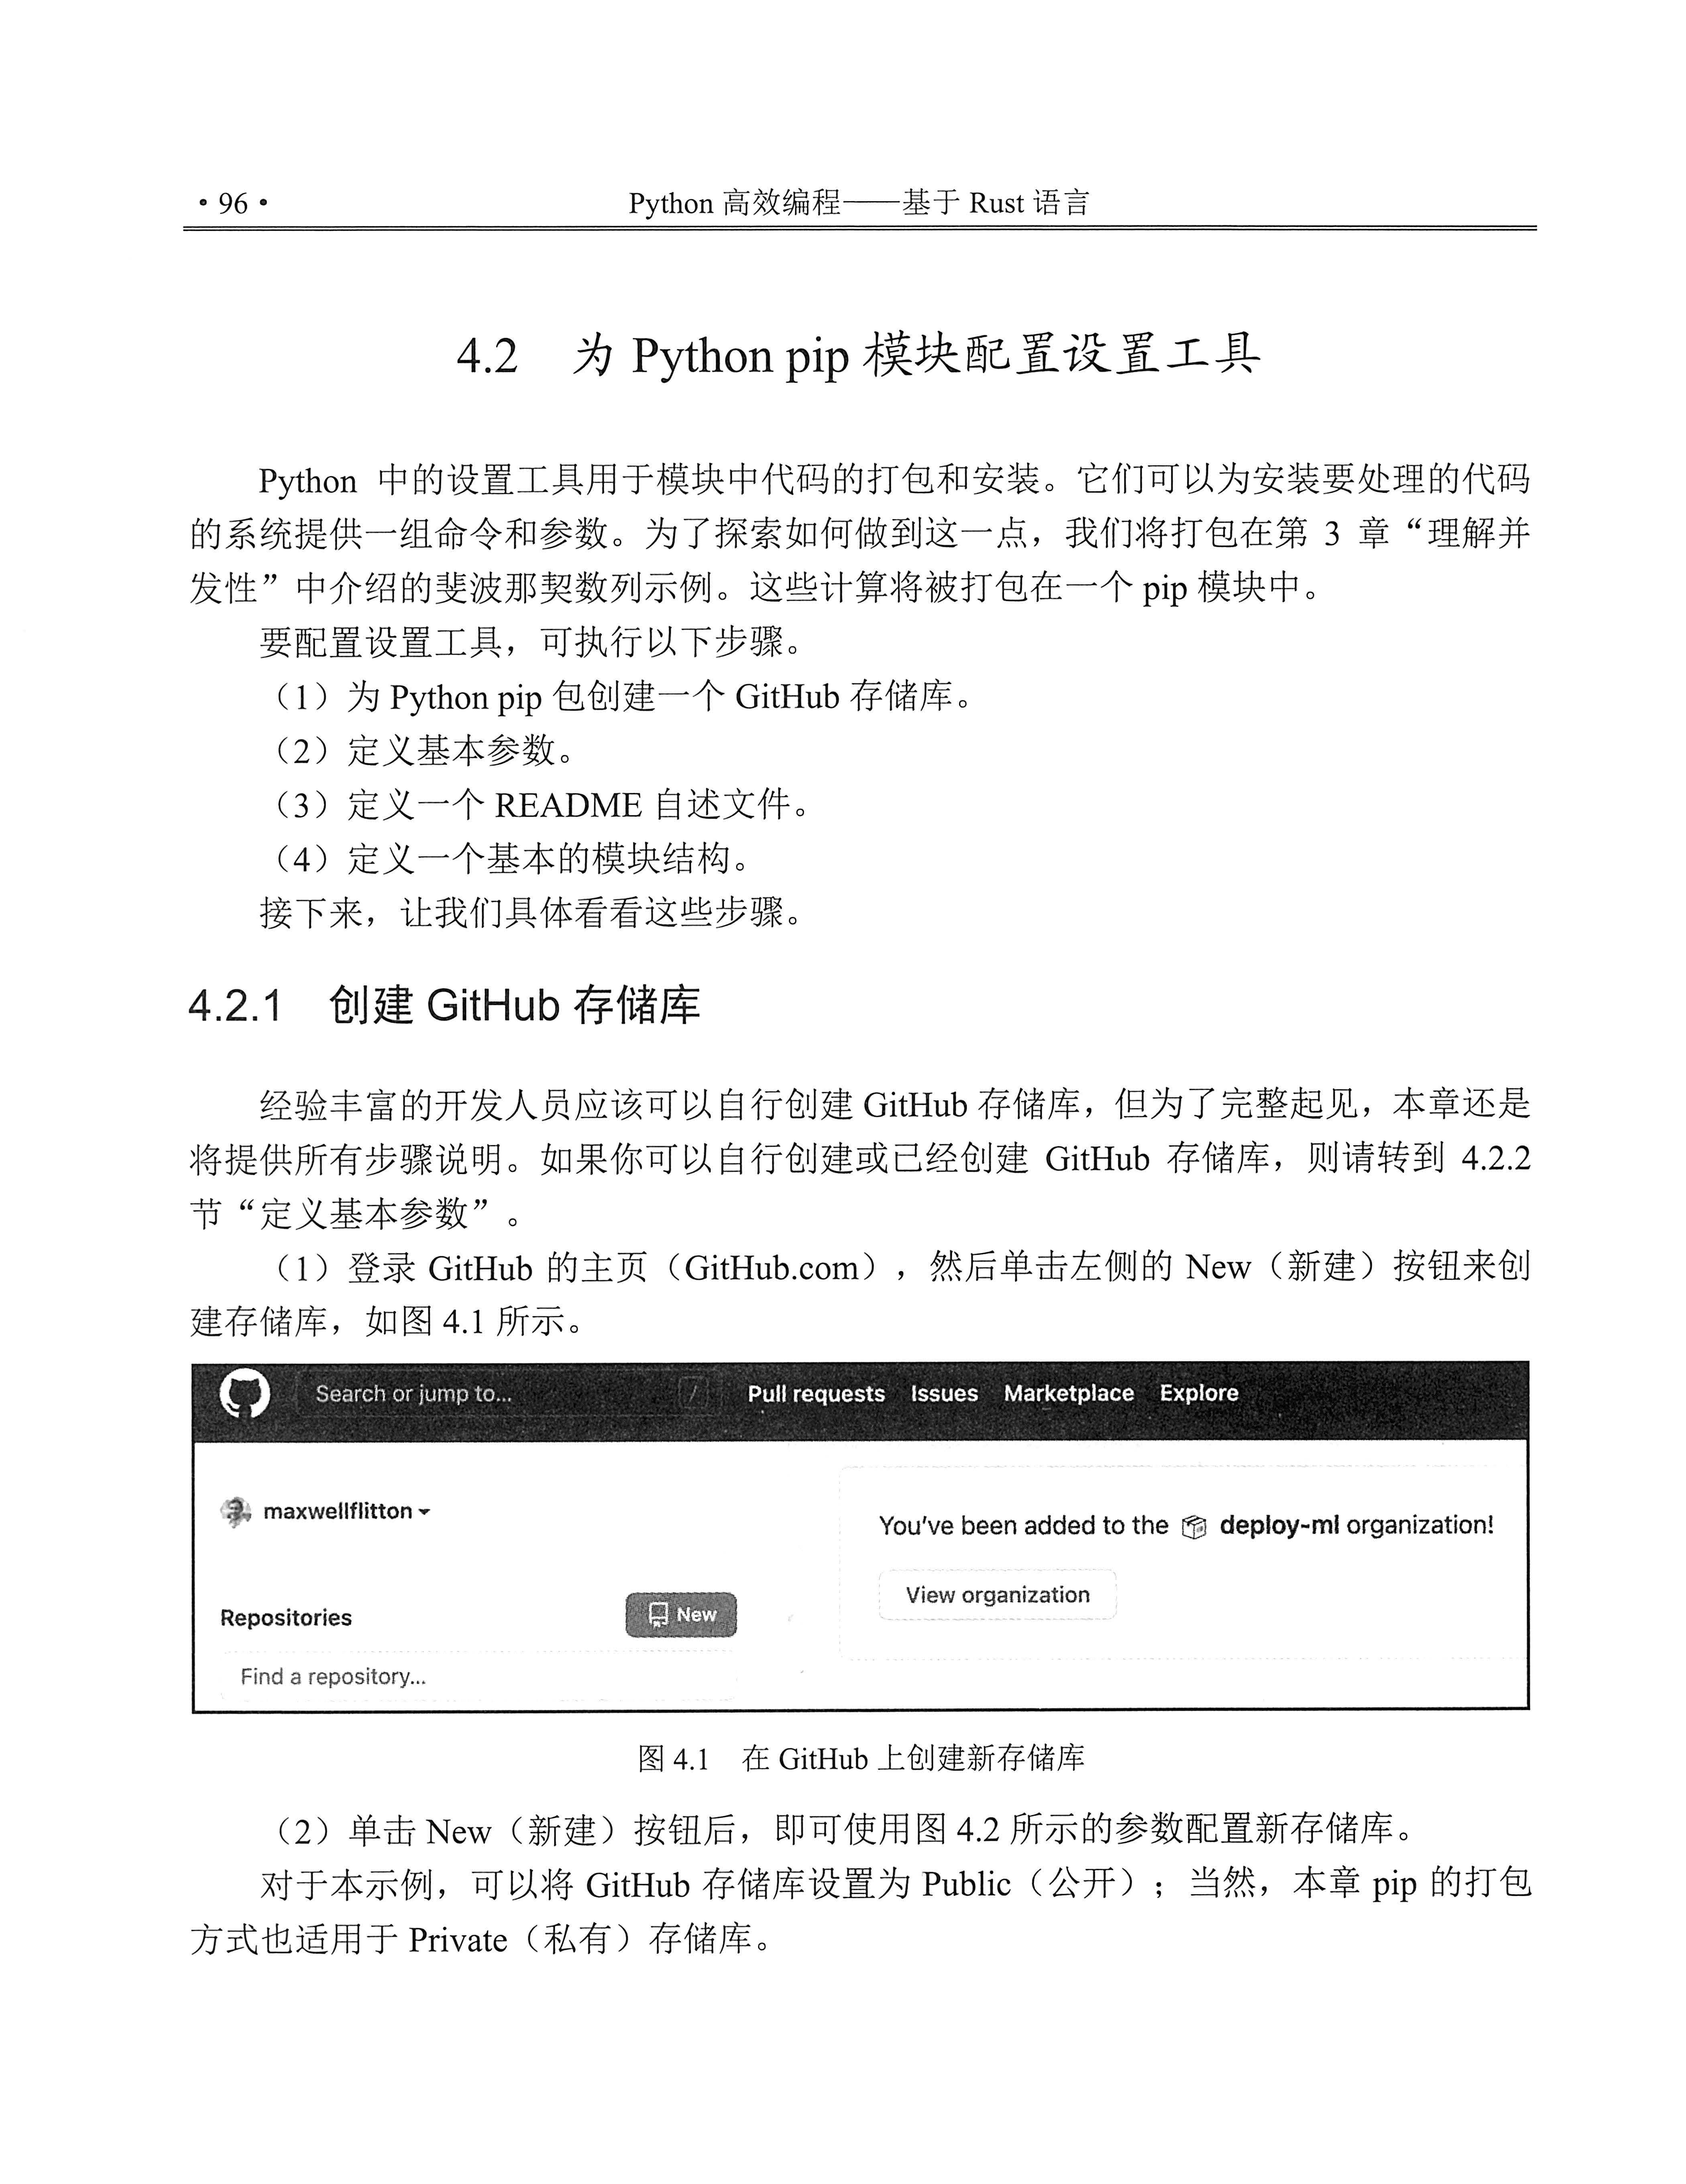 • 96 •
Python 高效编程——基于 Rust 语言
4.2 为 Python pip 模块配置设置工具
Python 中的设置工具用于模块中代码的打包和安装。它们可以为安装要处理的代码
的系统提供一组命令和参数。为了探索如何做到这一点，我们将打包在第 3 章“理解并
发性”中介绍的斐波那契数列示例。这些计算将被打包在一个 pip 模块中。
要配置设置工具，可执行以下步骤。
（1）为 Python pip 包创建一个 GitHub 存储库。
（2）定义基本参数。
（3）定义一个 README 自述文件。
（4）定义一个基本的模块结构。
接下来，让我们具体看看这些步骤。
4.2.1 创建 GitHub 存储库
经验丰富的开发人员应该可以自行创建 GitHub 存储库，但为了完整起见，本章还是
将提供所有步骤说明。如果你可以自行创建或已经创建 GitHub 存储库，则请转到 4.2.2
节“定义基本参数”。
（1）登录 GitHub 的主页（GitHub.com），然后单击左侧的 New（新建）按钮来创
建存储库，如图 4.1 所示。
Search or jump to... / Pull requests Issues Marketplace Explore
maxwellflitton
You've been added to the deploy-ml organization!
View organization
Repositories New
Find a repository...
图 4.1 在 GitHub 上创建新存储库
（2）单击 New（新建）按钮后，即可使用图 4.2 所示的参数配置新存储库。
对于本示例，可以将 GitHub 存储库设置为 Public（公开）；当然，本章 pip 的打包
方式也适用于 Private（私有）存储库。